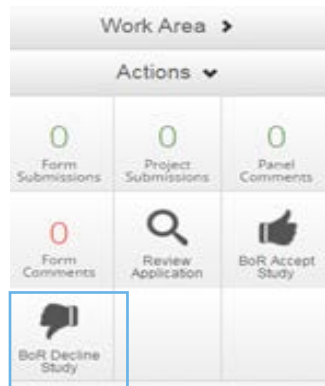 Work Area >
Actions
0 0 0
Form Project Panel
Submissions Submissions Comments
0
Form Review BoR Accept
Comments Application Study
BoR Decline
Study